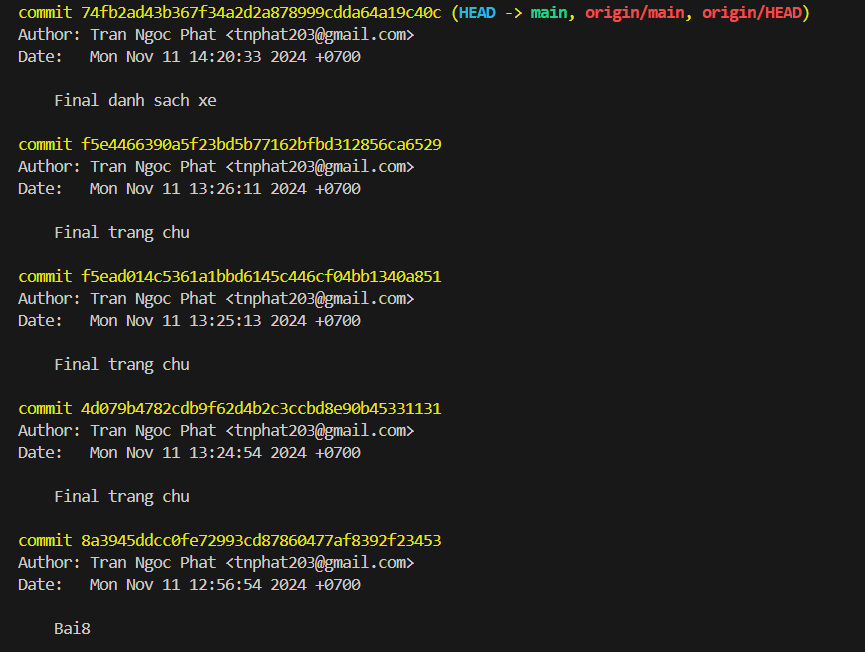 commit 74fb2ad43b367f34a2d2a878999cdda64a19c40c (HEAD -> main, origin/main, origin/HEAD)
Author: Tran Ngoc Phat <tnphat203@gmail.com>
Date:   Mon Nov 11 14:20:33 2024 +0700
Final danh sach xe
commit f5e4466390a5f23bd5b77162bfbd312856ca6529
Author: Tran Ngoc Phat <tnphat203@gmail.com>
Date:   Mon Nov 11 13:26:11 2024 +0700
Final trang chu
commit f5ead014c5361a1bbd6145c446cf04bb1340a851
Author: Tran Ngoc Phat <tnphat203@gmail.com>
Date:   Mon Nov 11 13:25:13 2024 +0700
Final trang chu
commit 4d079b4782cdb9f62d4b2c3ccbd8e90b45331131
Author: Tran Ngoc Phat <tnphat203@gmail.com>
Date:   Mon Nov 11 13:24:54 2024 +0700
Final trang chu
commit 8a3945ddcc0fe72993cd87860477af8392f23453
Author: Tran Ngoc Phat <tnphat203@gmail.com>
Date:   Mon Nov 11 12:56:54 2024 +0700
Bai8